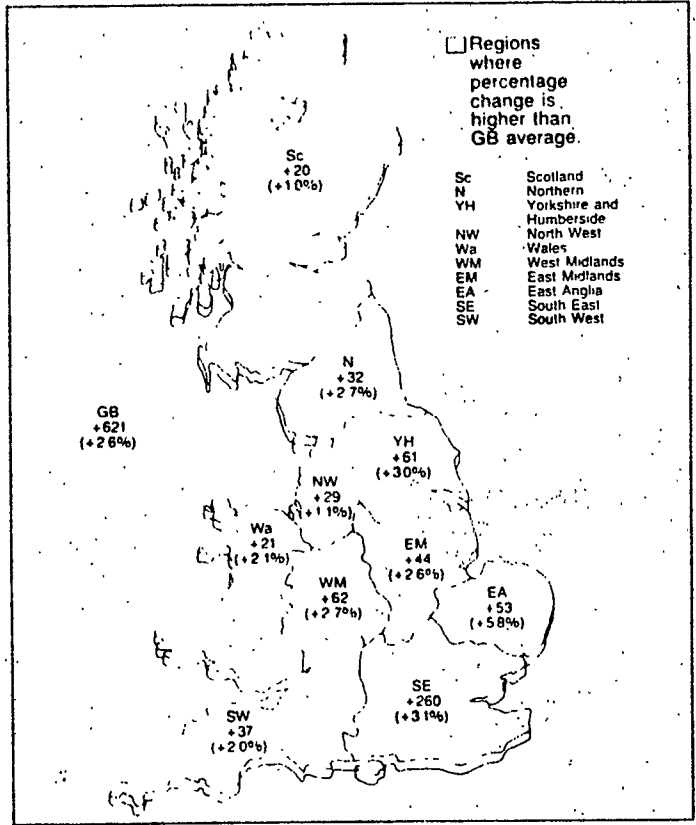 Regions
where
percentage
change is
higher than
GB average.
Sc Scotland
N Northern
YH Yorkshire and
Humberside
NW North West
Wa Wales
WM West Midlands
EM East Midlands
EA East Anglia
SE South East
SW South West
Sc
+20
(+1.0%)
N
+32
(+2.7%)
GB
+621
(+2.6%)
YH
+61
(+3.0%)
NW
+29
(+1.1%)
Wa
+21
(+2.1%)
EM
+44
(+2.6%)
WM
+62
(+2.7%)
EA
+53
(+5.8%)
SE
+260
(+3.1%)
SW
+37
(+2.0%)